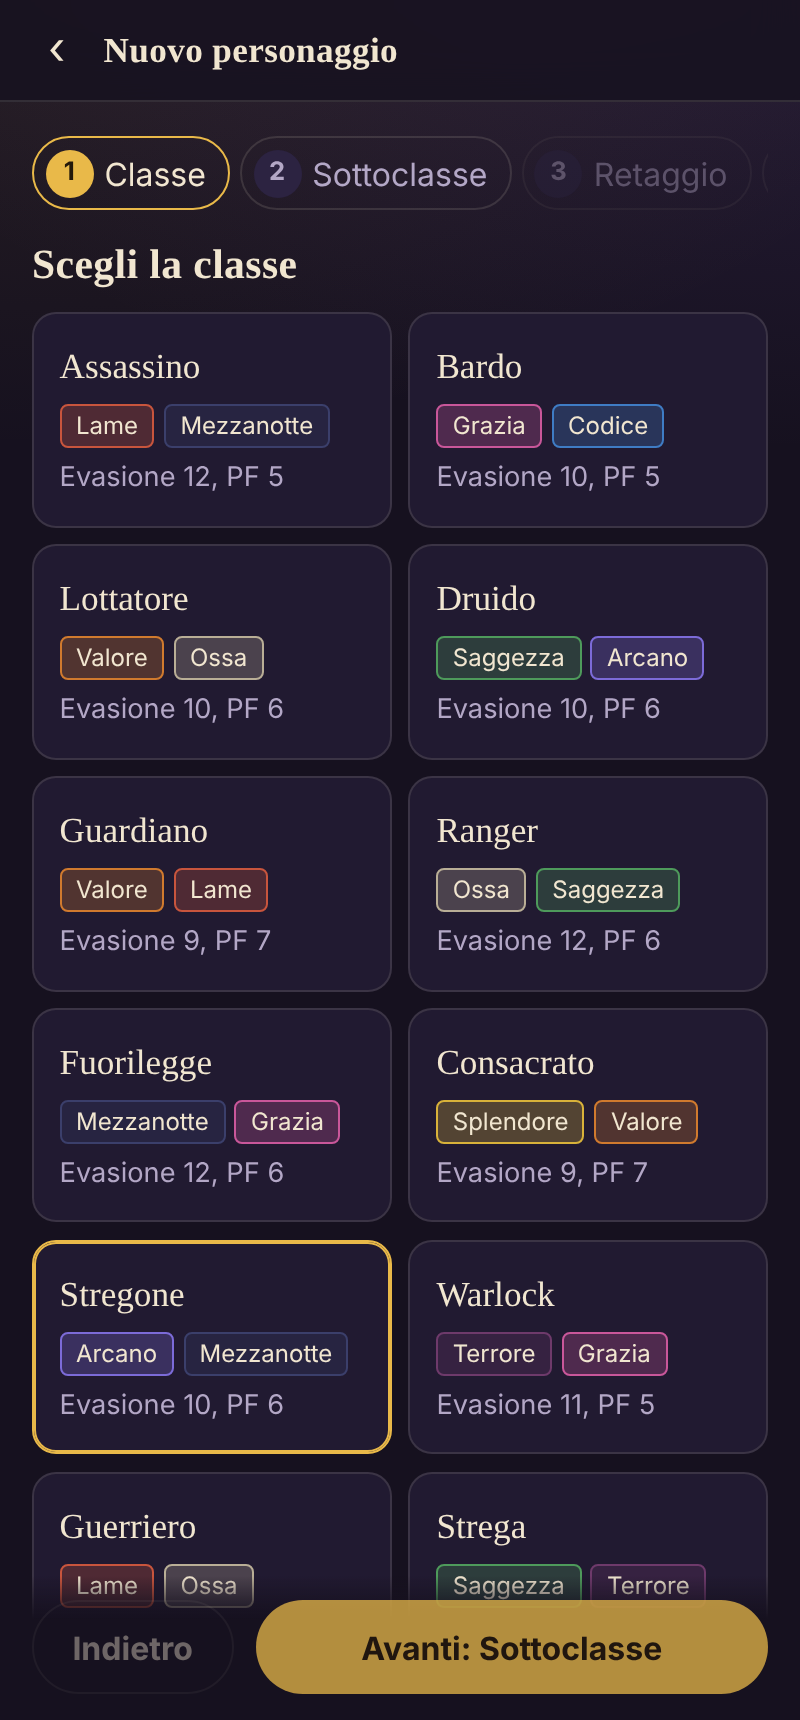 Nuovo personaggio
1 Classe 2 Sottoclasse 3 Retaggio
Scegli la classe
Assassino
Lame Mezzanotte
Evasione 12, PF 5
Bardo
Grazia Codice
Evasione 10, PF 5
Lottatore
Valore Ossa
Evasione 10, PF 6
Druido
Saggezza Arcano
Evasione 10, PF 6
Guardiano
Valore Lame
Evasione 9, PF 7
Ranger
Ossa Saggezza
Evasione 12, PF 6
Fuorilegge
Mezzanotte Grazia
Evasione 12, PF 6
Consacrato
Splendore Valore
Evasione 9, PF 7
Stregone
Arcano Mezzanotte
Evasione 10, PF 6
Warlock
Terrore Grazia
Evasione 11, PF 5
Guerriero
Lame Ossa
Strega
Saggezza Terrore
Indietro
Avanti: Sottoclasse